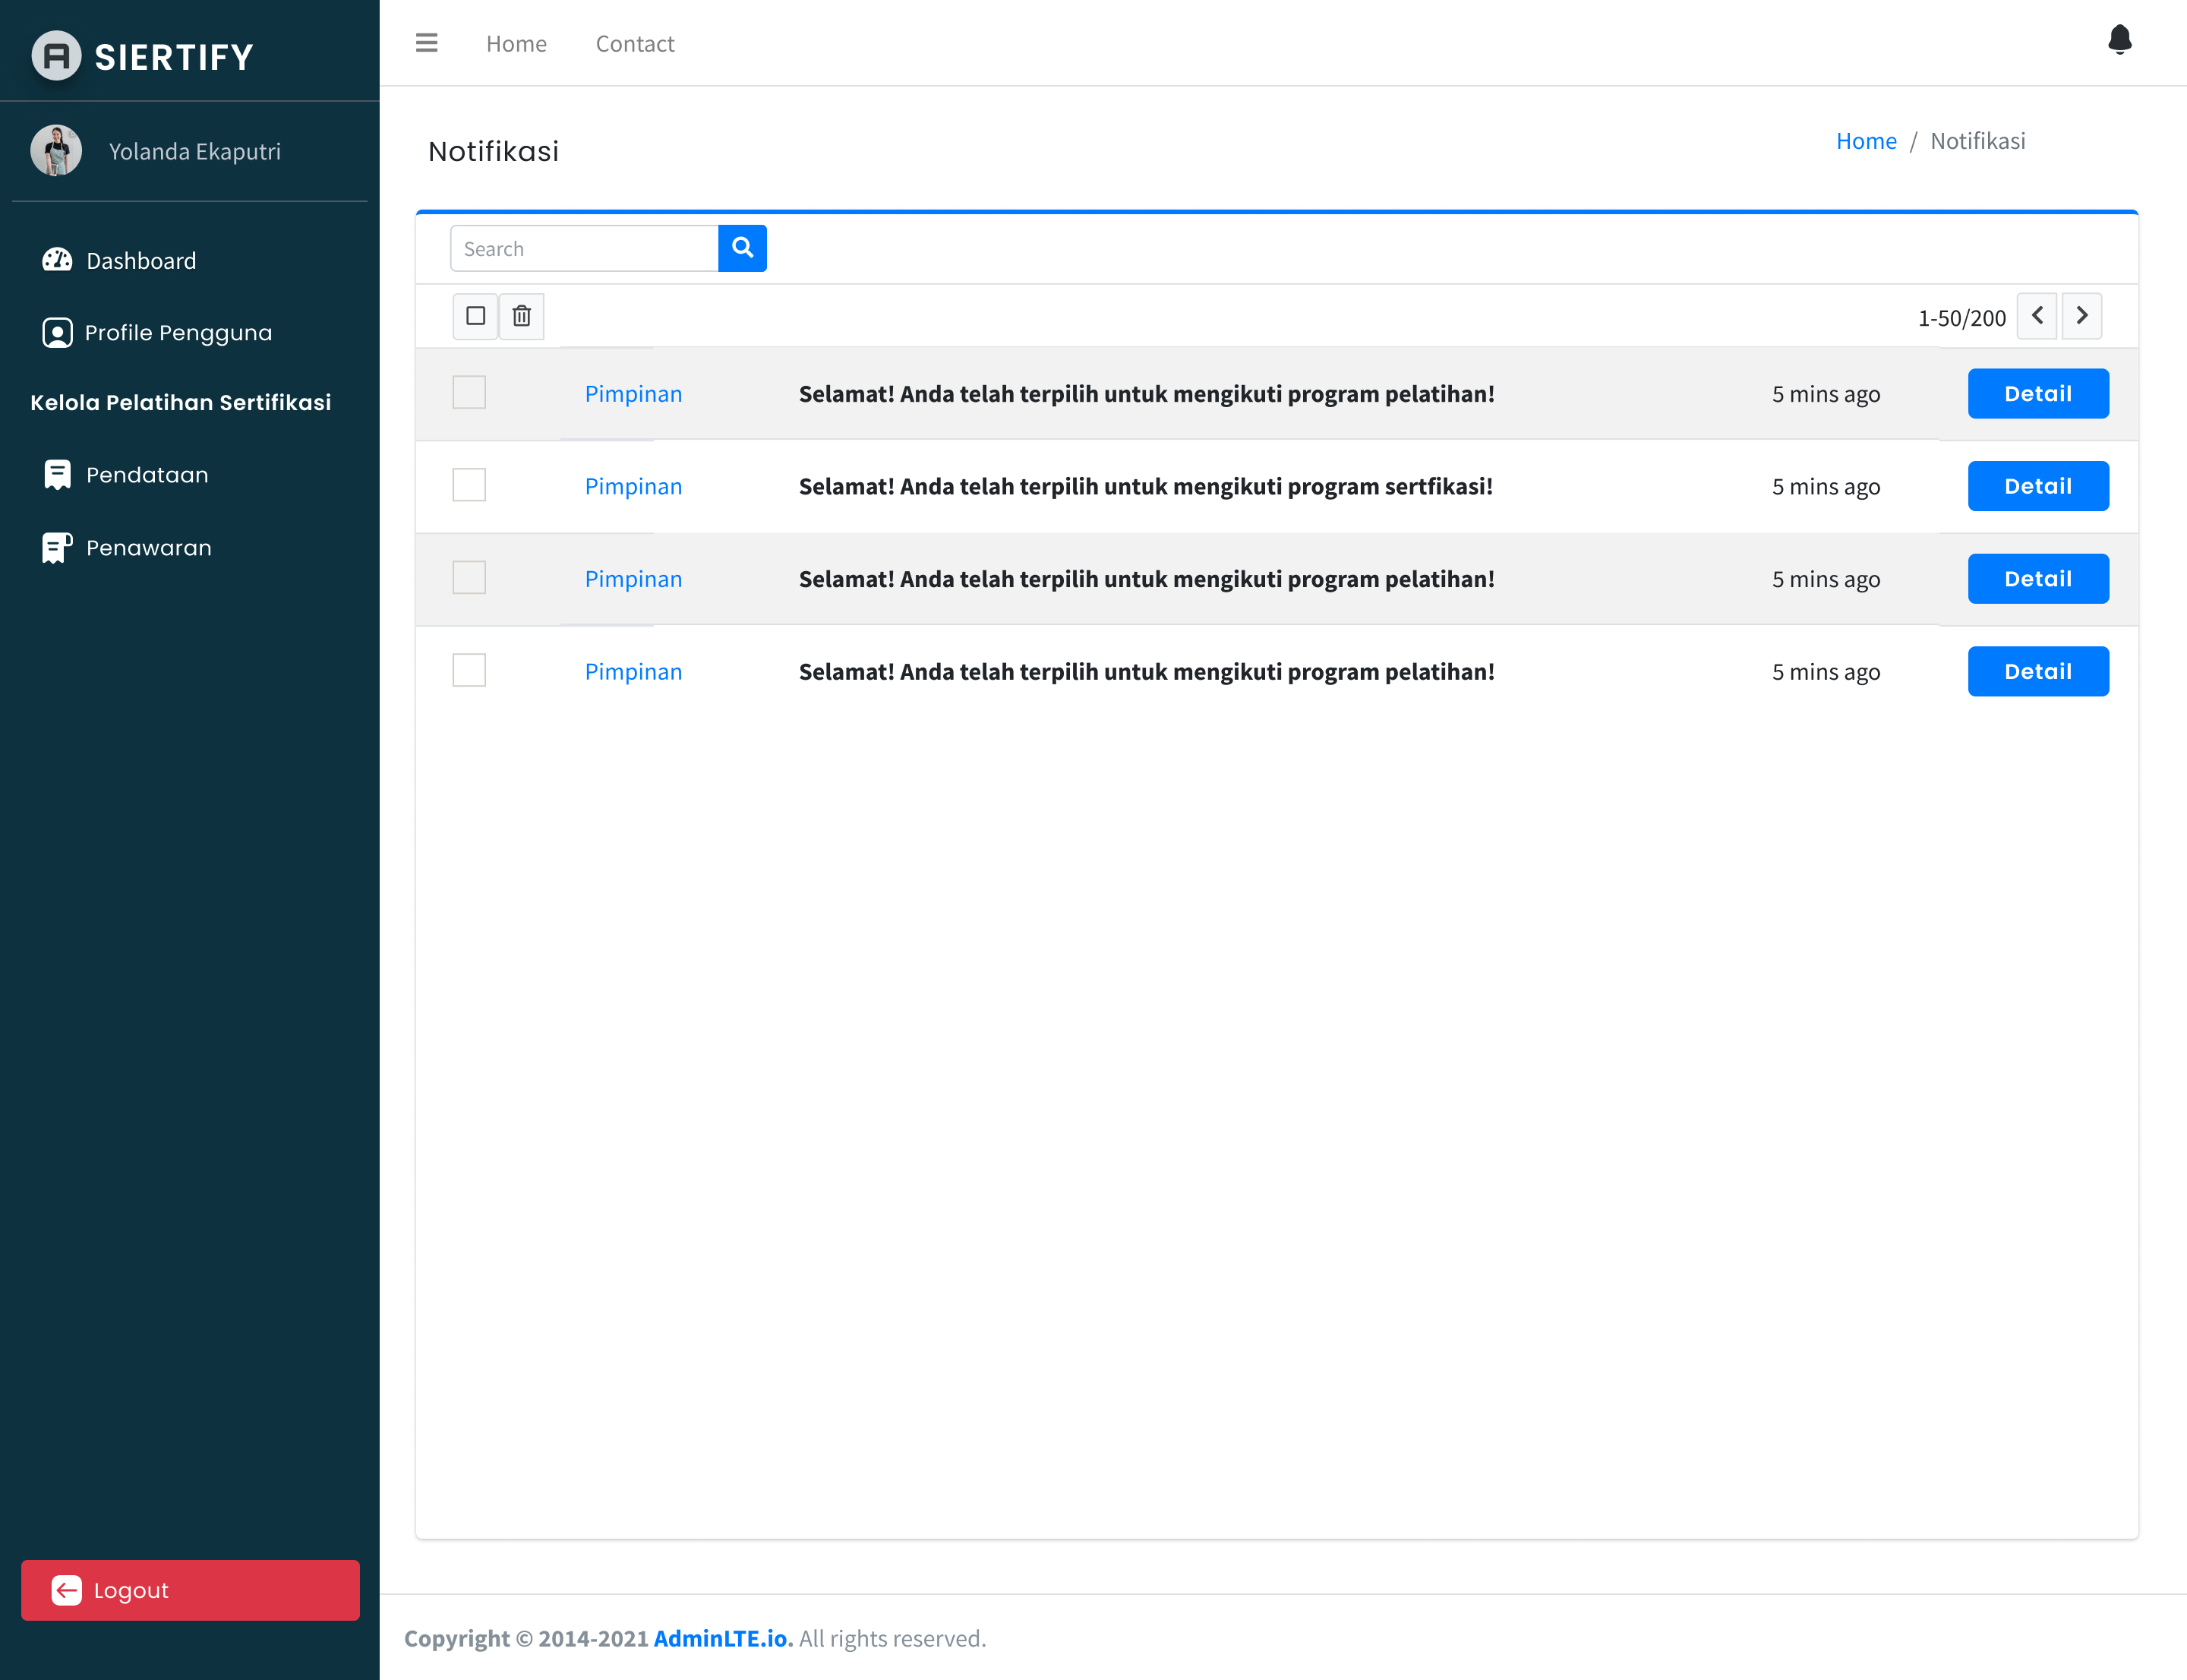 SIERTIFY
Yolanda Ekaputri
Dashboard
Profile Pengguna
Kelola Pelatihan Sertifikasi
Pendataan
Penawaran
Logout
Home Contact
Notifikasi
Home / Notifikasi
Search
1-50/200
Pimpinan Selamat! Anda telah terpilih untuk mengikuti program pelatihan! 5 mins ago Detail
Pimpinan Selamat! Anda telah terpilih untuk mengikuti program sertfikasi! 5 mins ago Detail
Pimpinan Selamat! Anda telah terpilih untuk mengikuti program pelatihan! 5 mins ago Detail
Pimpinan Selamat! Anda telah terpilih untuk mengikuti program pelatihan! 5 mins ago Detail
Copyright © 2014-2021 AdminLTE.io. All rights reserved.